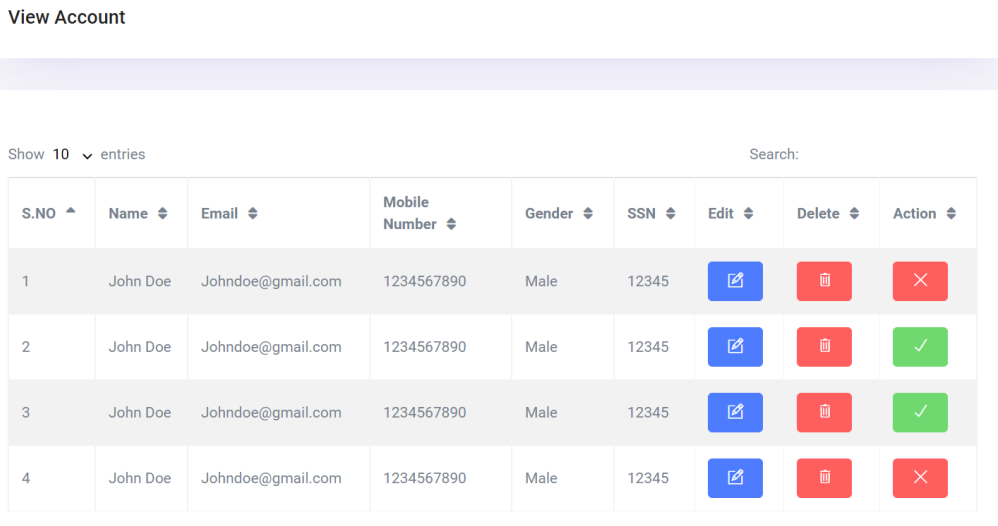 View Account
Show 10 entries
Search:
S.NO Name Email Mobile Number Gender SSN Edit Delete Action
1 John Doe Johndoe@gmail.com 1234567890 Male 12345
2 John Doe Johndoe@gmail.com 1234567890 Male 12345
3 John Doe Johndoe@gmail.com 1234567890 Male 12345
4 John Doe Johndoe@gmail.com 1234567890 Male 12345